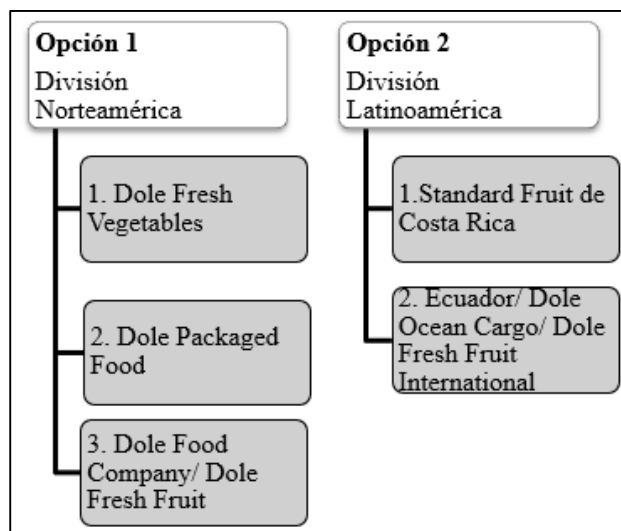 Opción 1
División
Norteamérica
1. Dole Fresh
Vegetables
2. Dole Packaged
Food
3. Dole Food
Company/ Dole
Fresh Fruit
Opción 2
División
Latinoamérica
1.Standard Fruit de
Costa Rica
2. Ecuador/ Dole
Ocean Cargo/ Dole
Fresh Fruit
International